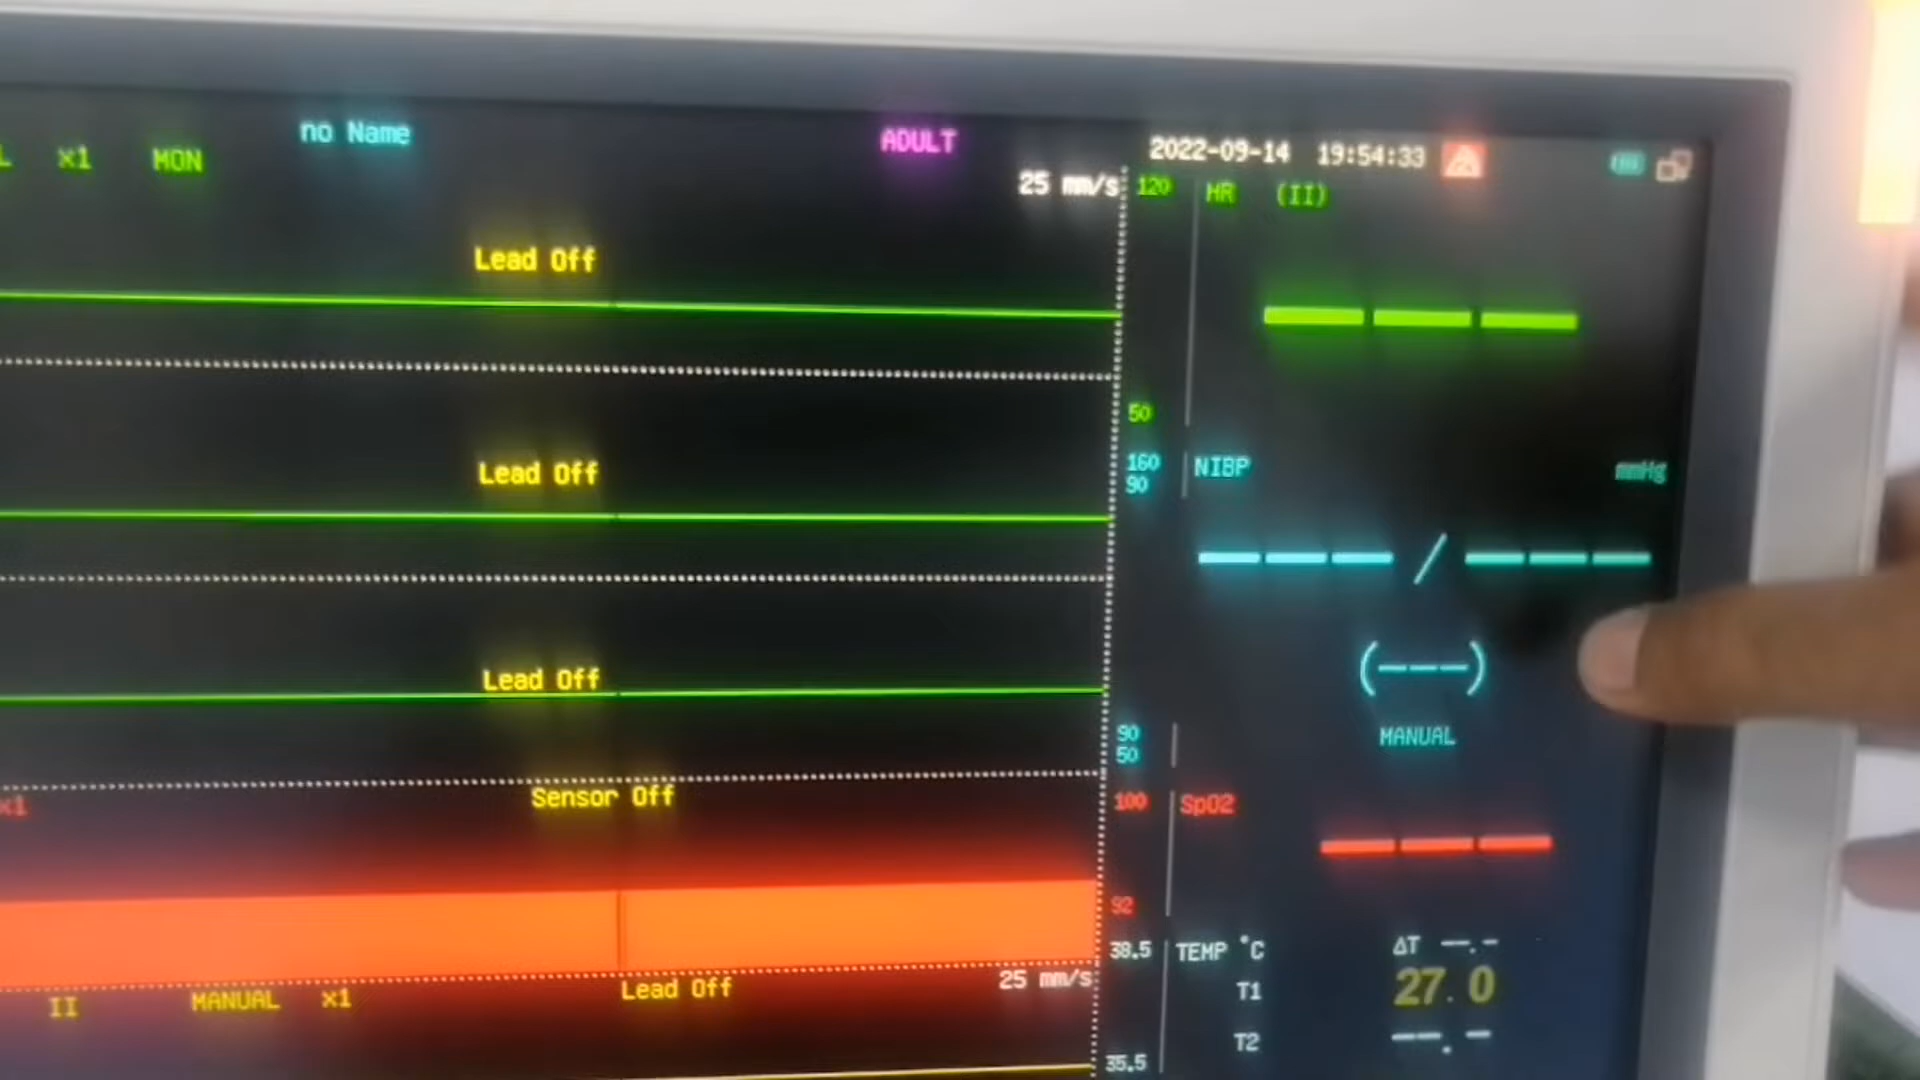 no Name
ADULT
2022-09-14 19:54:33
x1 MON
25 mm/s
120 HR (II)
Lead Off
50
Lead Off
160 NIBP mmHg
90
/
(---)
Lead Off
MANUAL
90
50
x1
Sensor Off
100 SpO2
92
38.5 TEMP °C ΔT --.-
25 mm/s
II MANUAL x1 Lead Off
T1 27.0
T2 --.-
35.5